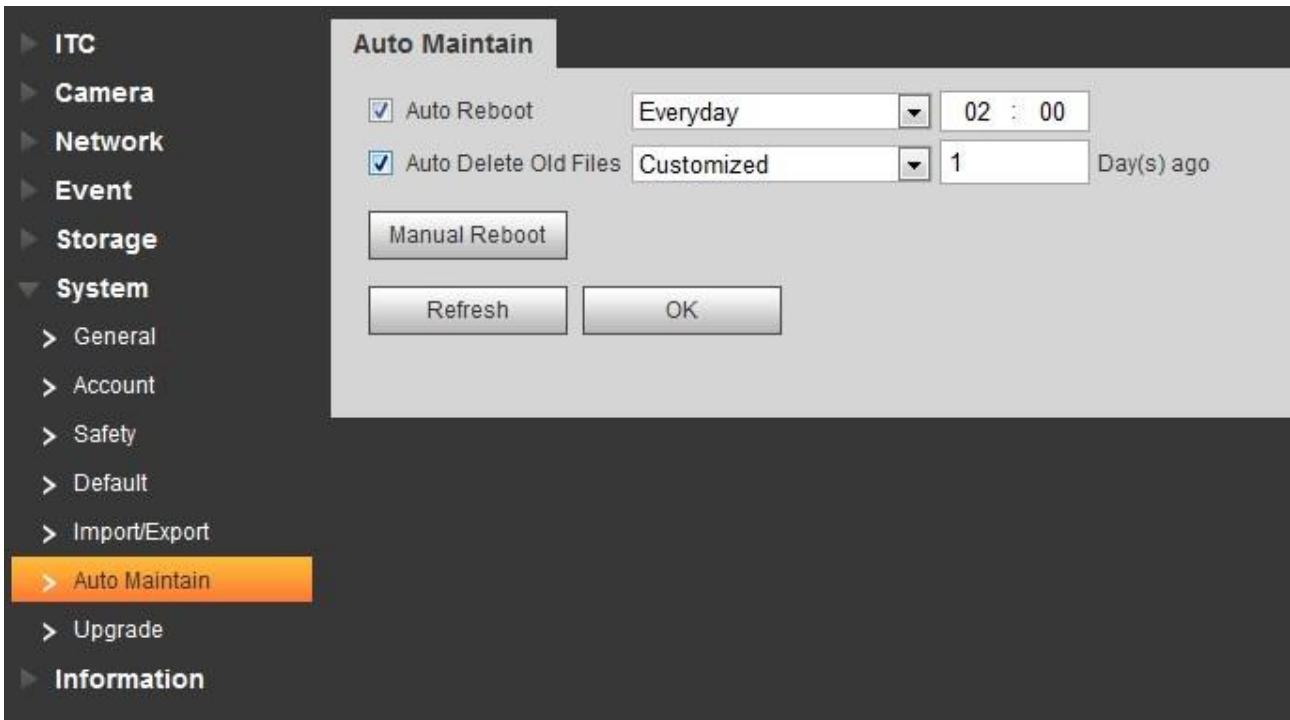 ITC
Camera
Network
Event
Storage
System
General
Account
Safety
Default
Import/Export
Auto Maintain
Upgrade
Information
Auto Maintain
Auto Reboot Everyday 02 : 00
Auto Delete Old Files Customized 1 Day(s) ago
Manual Reboot
Refresh OK